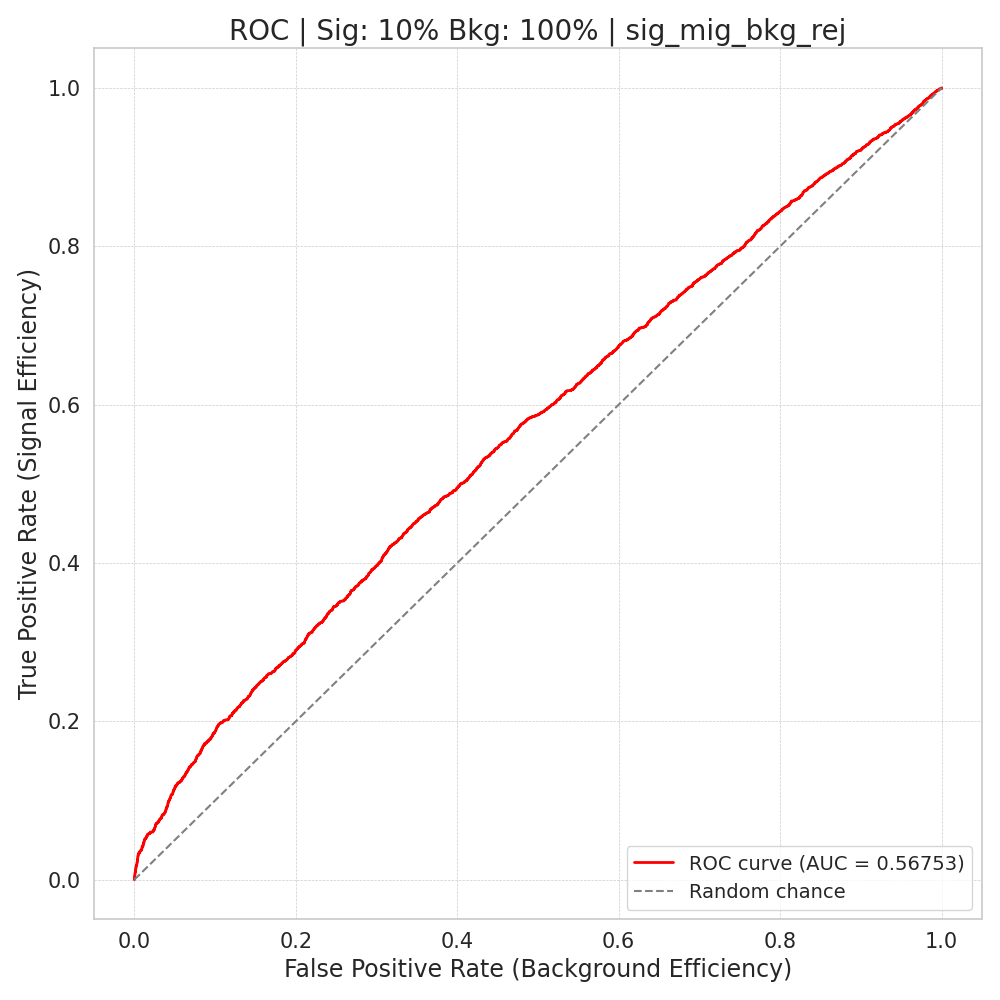 ROC | Sig: 10% Bkg: 100% | sig_mig_bkg_rej
True Positive Rate (Signal Efficiency)
1.0
0.8
0.6
0.4
0.2
0.0
ROC curve (AUC = 0.56753)
Random chance
0.0 0.2 0.4 0.6 0.8 1.0
False Positive Rate (Background Efficiency)